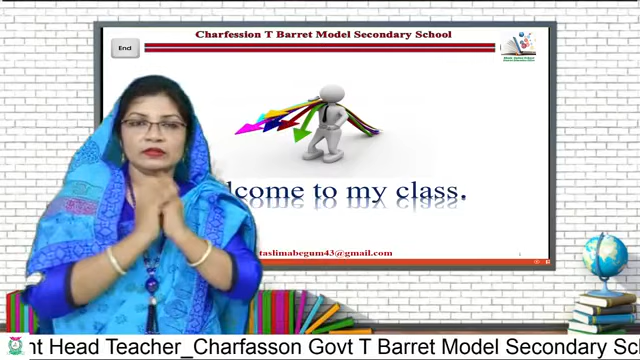 Charfession T Barret Model Secondary School
End
lcome to my class.
taslimabegum43@gmail.com
nt Head Teacher_Charfasson Govt T Barret Model Secondary Sc